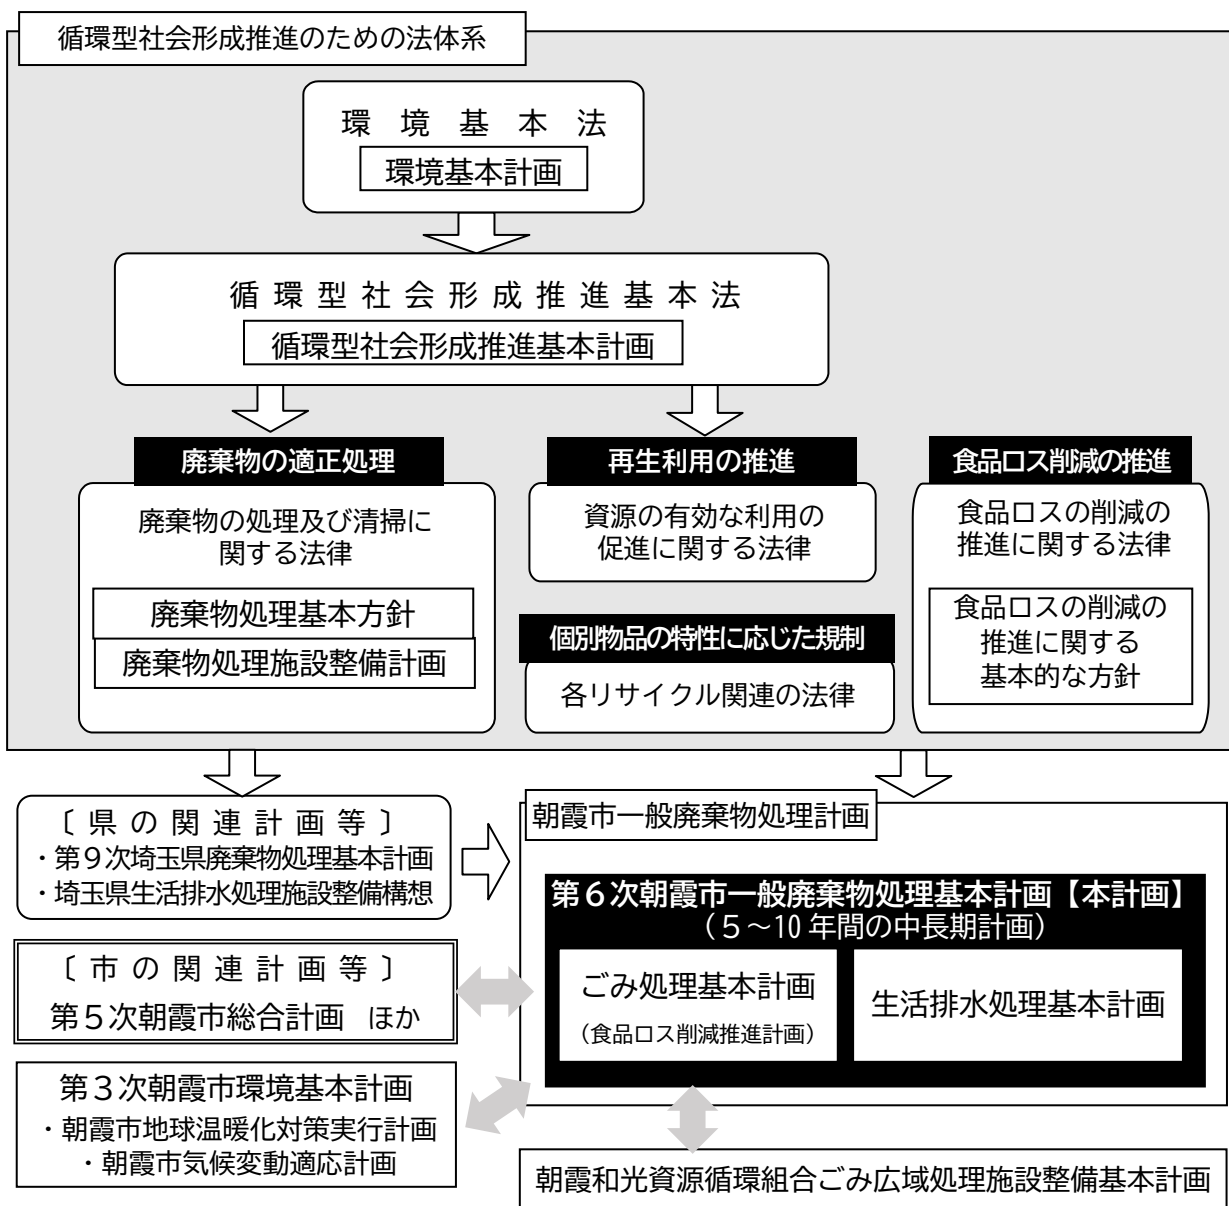 循環型社会形成推進のための法体系
環境基本法
環境基本計画
循環型社会形成推進基本法
循環型社会形成推進基本計画
廃棄物の適正処理
廃棄物の処理及び清掃に
関する法律
廃棄物処理基本方針
廃棄物処理施設整備計画
再生利用の推進
資源の有効な利用の
促進に関する法律
個別物品の特性に応じた規制
各リサイクル関連の法律
食品ロス削減の推進
食品ロスの削減の
推進に関する法律
食品ロスの削減の
推進に関する
基本的な方針
〔県の関連計画等〕
・第9次埼玉県廃棄物処理基本計画
・埼玉県生活排水処理施設整備構想
〔市の関連計画等〕
第5次朝霞市総合計画 ほか
第3次朝霞市環境基本計画
・朝霞市地球温暖化対策実行計画
・朝霞市気候変動適応計画
朝霞市一般廃棄物処理計画
第6次朝霞市一般廃棄物処理基本計画【本計画】
（5～10年間の中長期計画）
ごみ処理基本計画
（食品ロス削減推進計画）
生活排水処理基本計画
朝霞和光資源循環組合ごみ広域処理施設整備基本計画